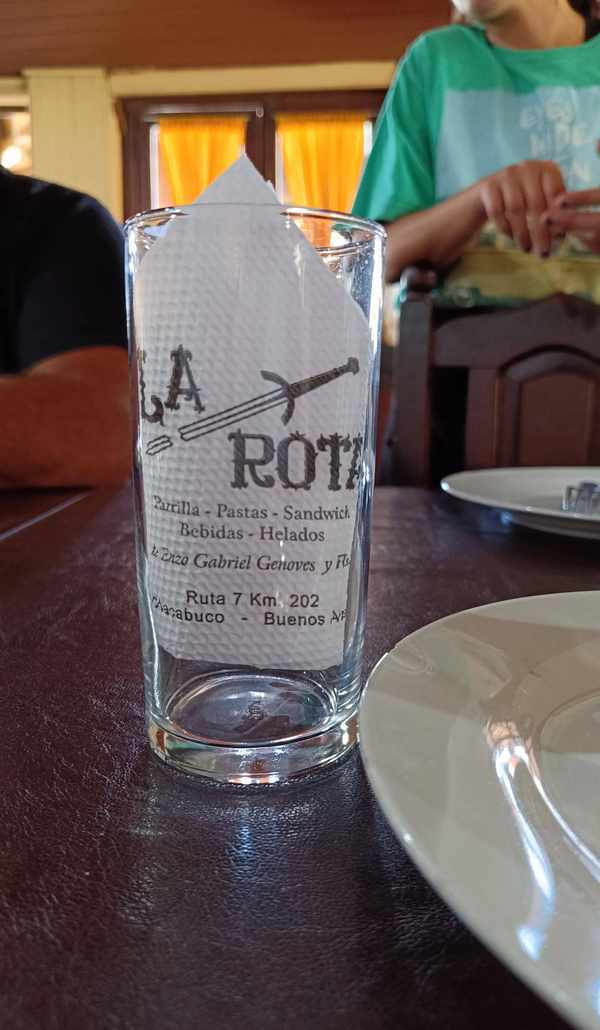 LA
ROTA
Parrilla - Pastas - Sandwich
Bebidas - Helados
Enzo Gabriel Genoves y
Ruta 7 Km. 202
Chacabuco - Buenos